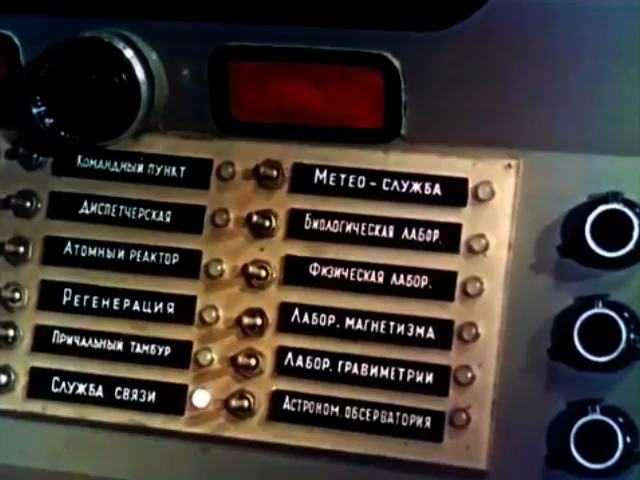 Командный пункт
Диспетчерская
Атомный реактор
Регенерация
Причальный тамбур
Служба связи
Метео-служба
Биологическая лабор.
Физическая лабор.
Лабор. магнетизма
Лабор. гравиметрии
Астроном. обсерватория